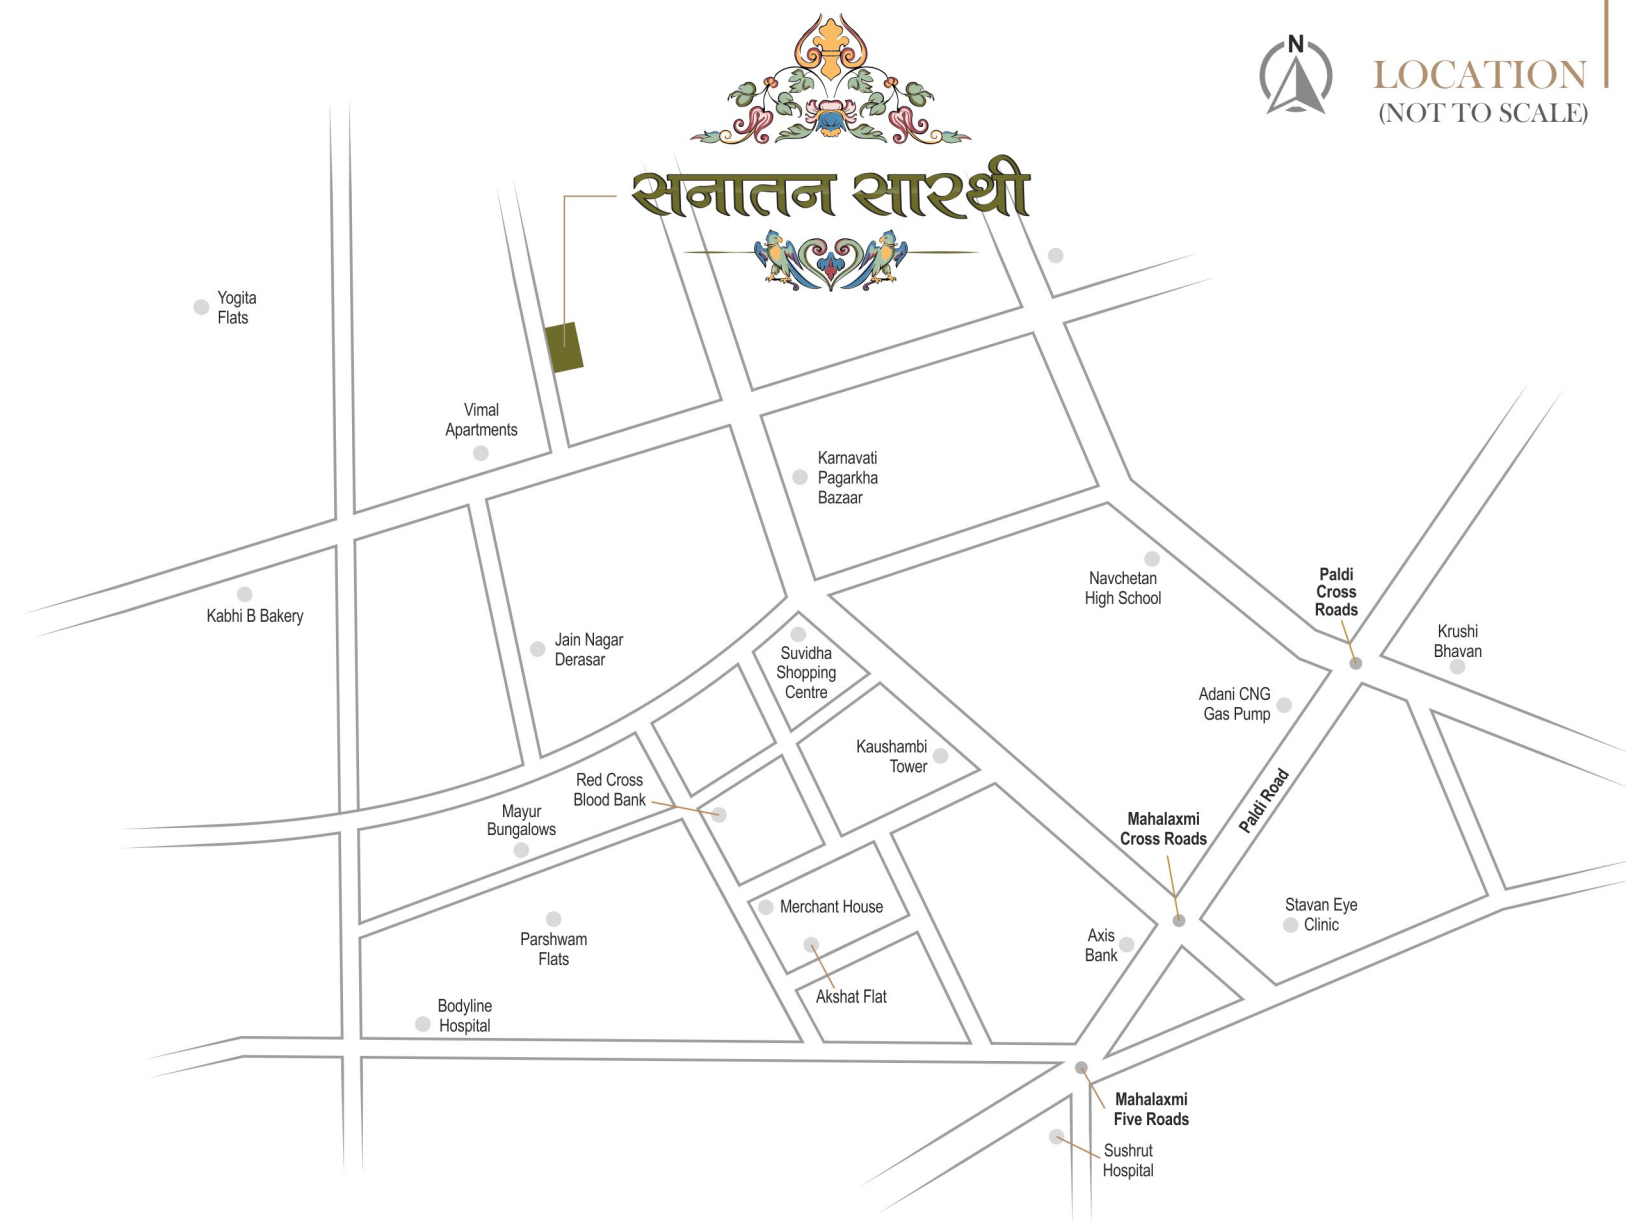 N
LOCATION
(NOT TO SCALE)
सनातन सारथी
Yogita
Flats
Vimal
Apartments
Karnavati
Pagarkha
Bazaar
Navchetan
High School
Paldi
Cross
Roads
Krushi
Bhavan
Kabhi B Bakery
Jain Nagar
Derasar
Suvidha
Shopping
Centre
Adani CNG
Gas Pump
Kaushambi
Tower
Red Cross
Blood Bank
Mayur
Bungalows
Paldi Road
Mahalaxmi
Cross Roads
Merchant House
Stavan Eye
Clinic
Parshwam
Flats
Axis
Bank
Akshat Flat
Bodyline
Hospital
Mahalaxmi
Five Roads
Sushrut
Hospital